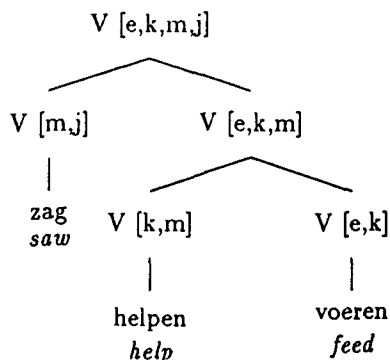 V [e,k,m,j]
V [m,j] V [e,k,m]
zag
saw
V [k,m] V [e,k]
helpen voeren
help feed